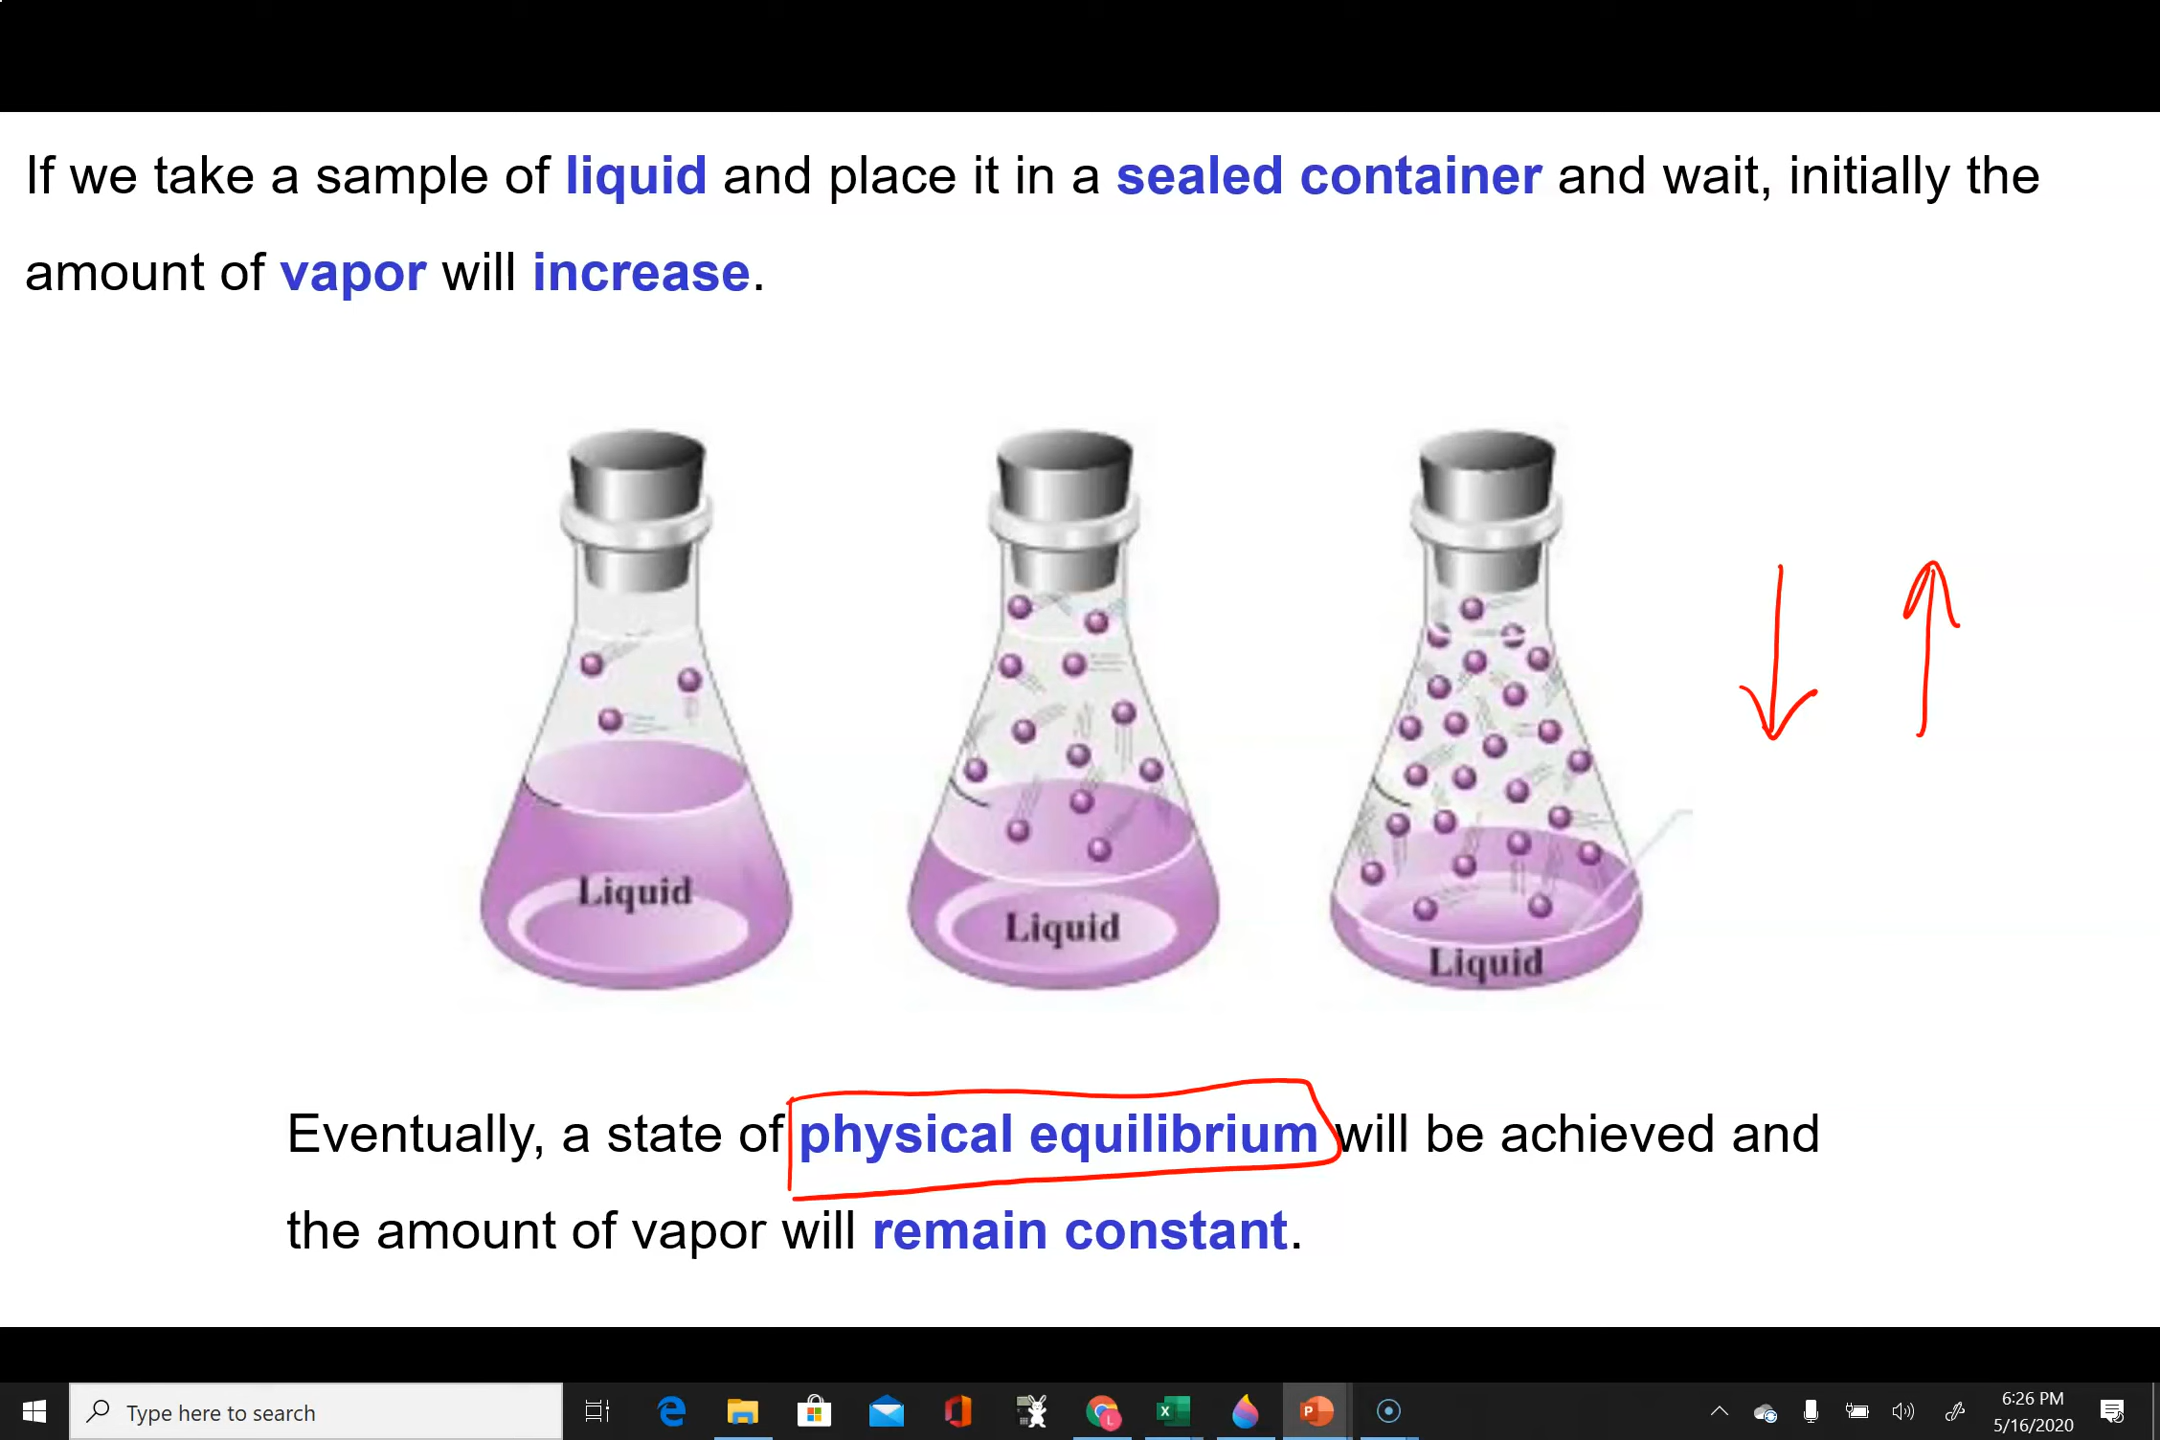 If we take a sample of liquid and place it in a sealed container and wait, initially the
amount of vapor will increase.
Liquid
Liquid
Liquid
Eventually, a state of physical equilibrium will be achieved and
the amount of vapor will remain constant.
Type here to search
6:26 PM
5/16/2020